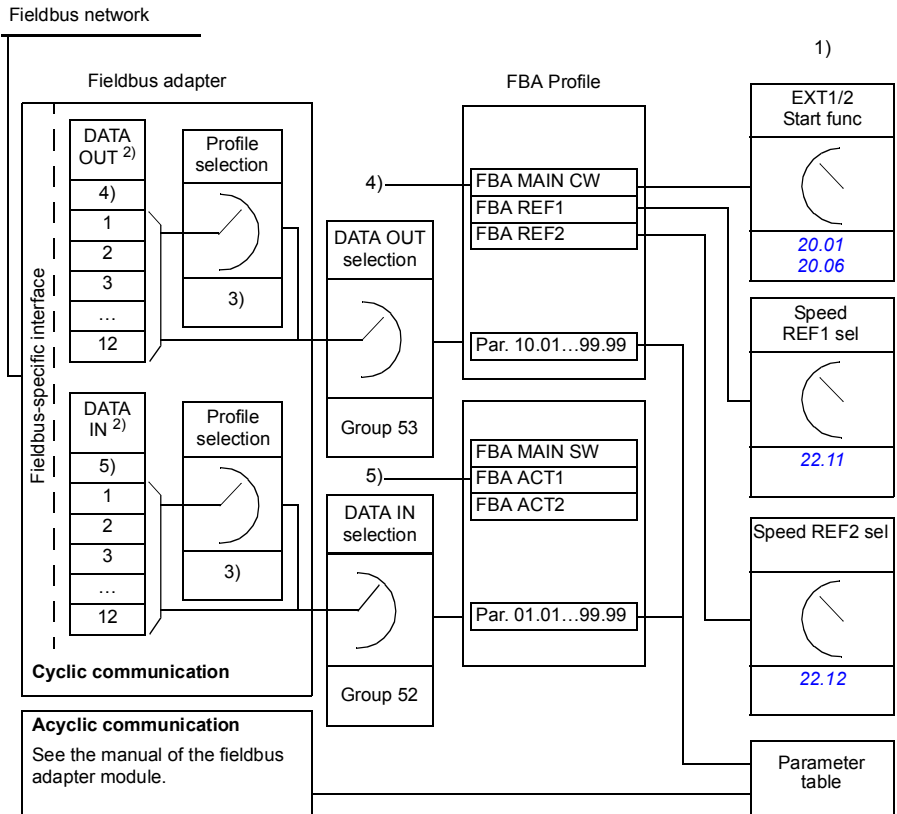 Fieldbus network
1)
Fieldbus adapter
FBA Profile
Fieldbus-specific interface
DATA
OUT 2)
4)
1
2
3
…
12
Profile
selection
3)
DATA
IN 2)
5)
1
2
3
…
12
Profile
selection
3)
Cyclic communication
DATA OUT
selection
Group 53
DATA IN
selection
Group 52
4)
FBA MAIN CW
FBA REF1
FBA REF2
Par. 10.01…99.99
5)
FBA MAIN SW
FBA ACT1
FBA ACT2
Par. 01.01…99.99
EXT1/2
Start func
20.01
20.06
Speed
REF1 sel
22.11
Speed REF2 sel
22.12
Acyclic communication
See the manual of the fieldbus
adapter module.
Parameter
table